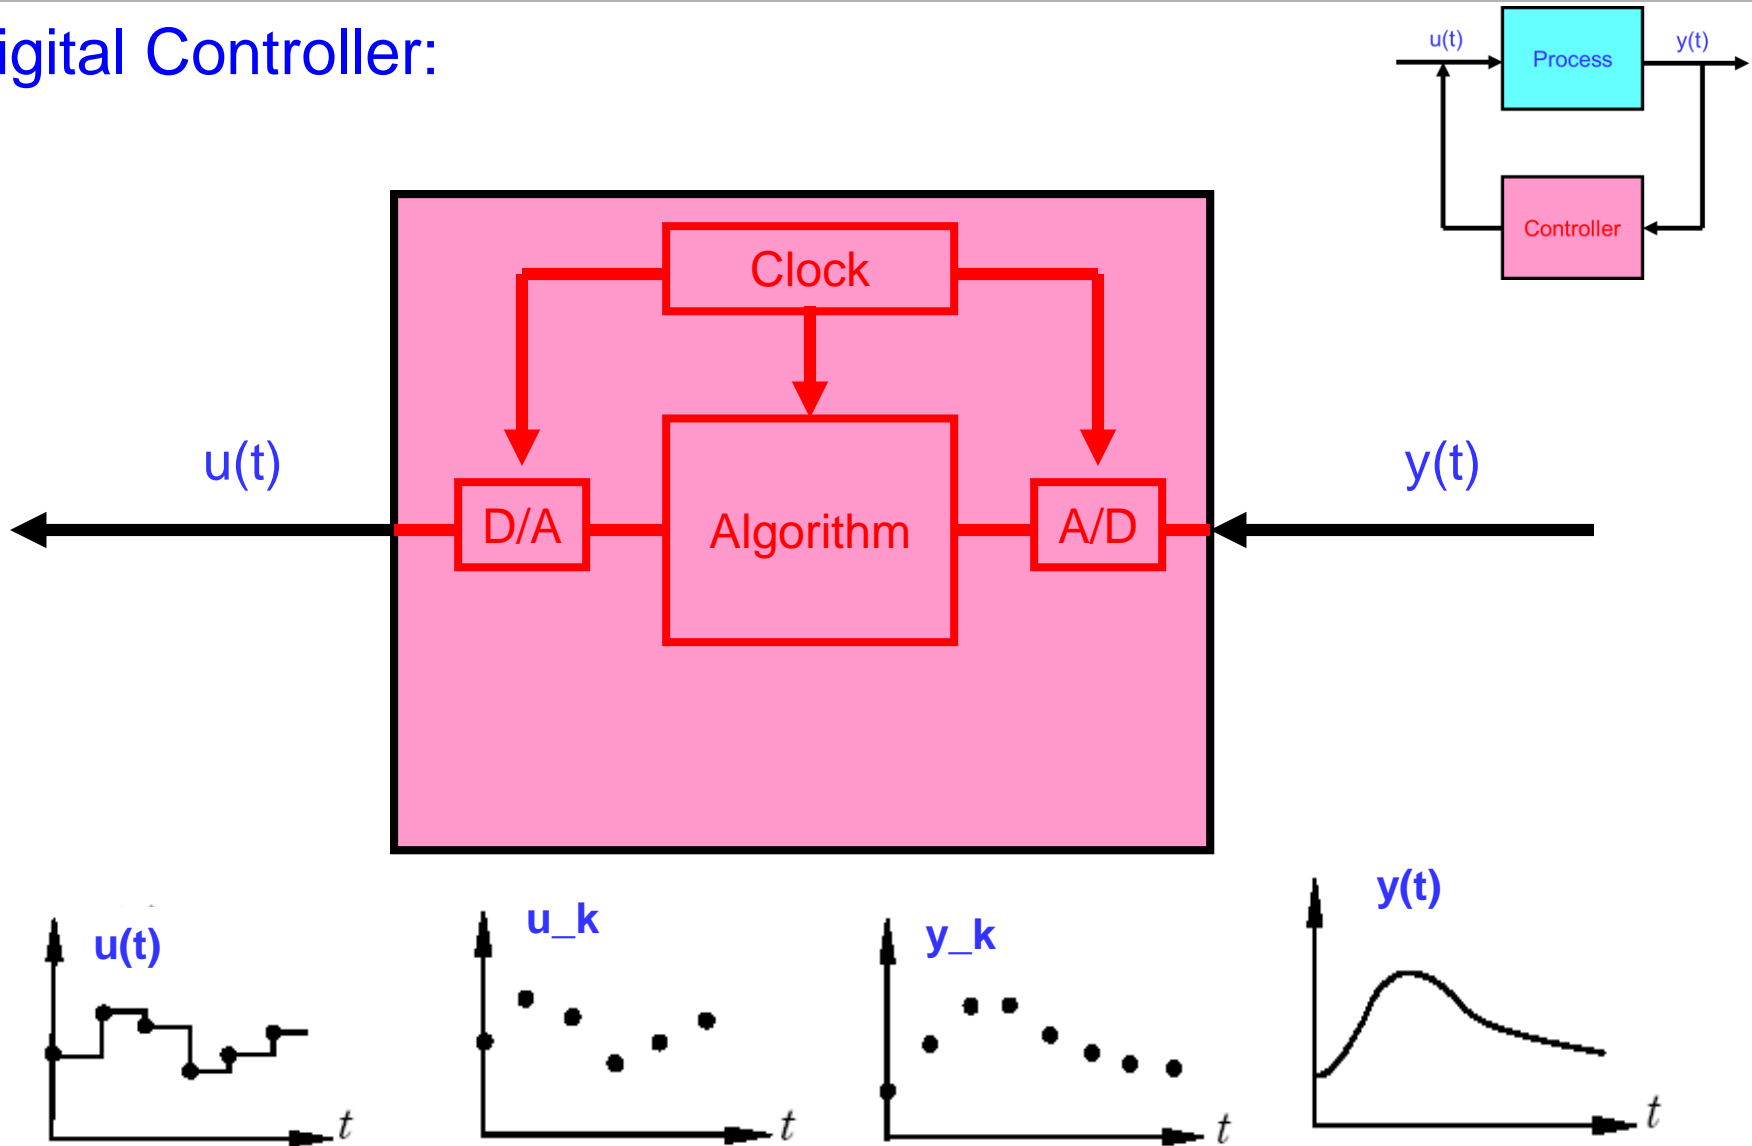 igital Controller:
u(t)
Process
y(t)
Controller
Clock
u(t)
D/A
Algorithm
A/D
y(t)
u(t)
t
u_k
t
y_k
t
y(t)
t